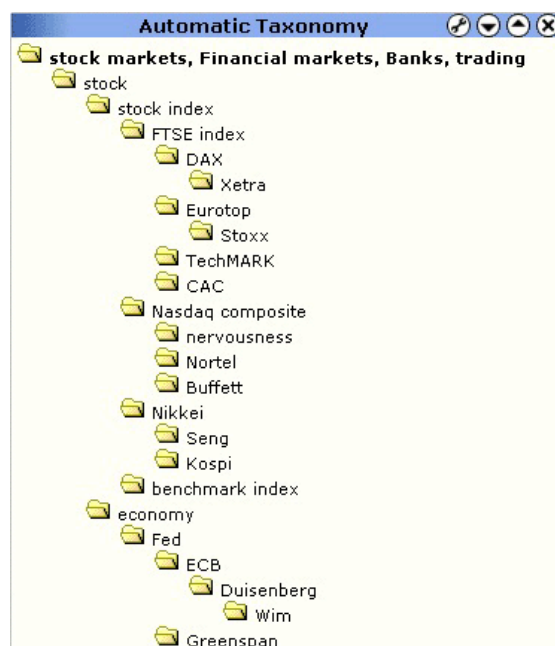 Automatic Taxonomy
stock markets, Financial markets, Banks, trading
stock
stock index
FTSE index
DAX
Xetra
Eurotop
Stoxx
TechMARK
CAC
Nasdaq composite
nervousness
Nortel
Buffett
Nikkei
Seng
Kospi
benchmark index
economy
Fed
ECB
Duisenberg
Wim
Greenspan